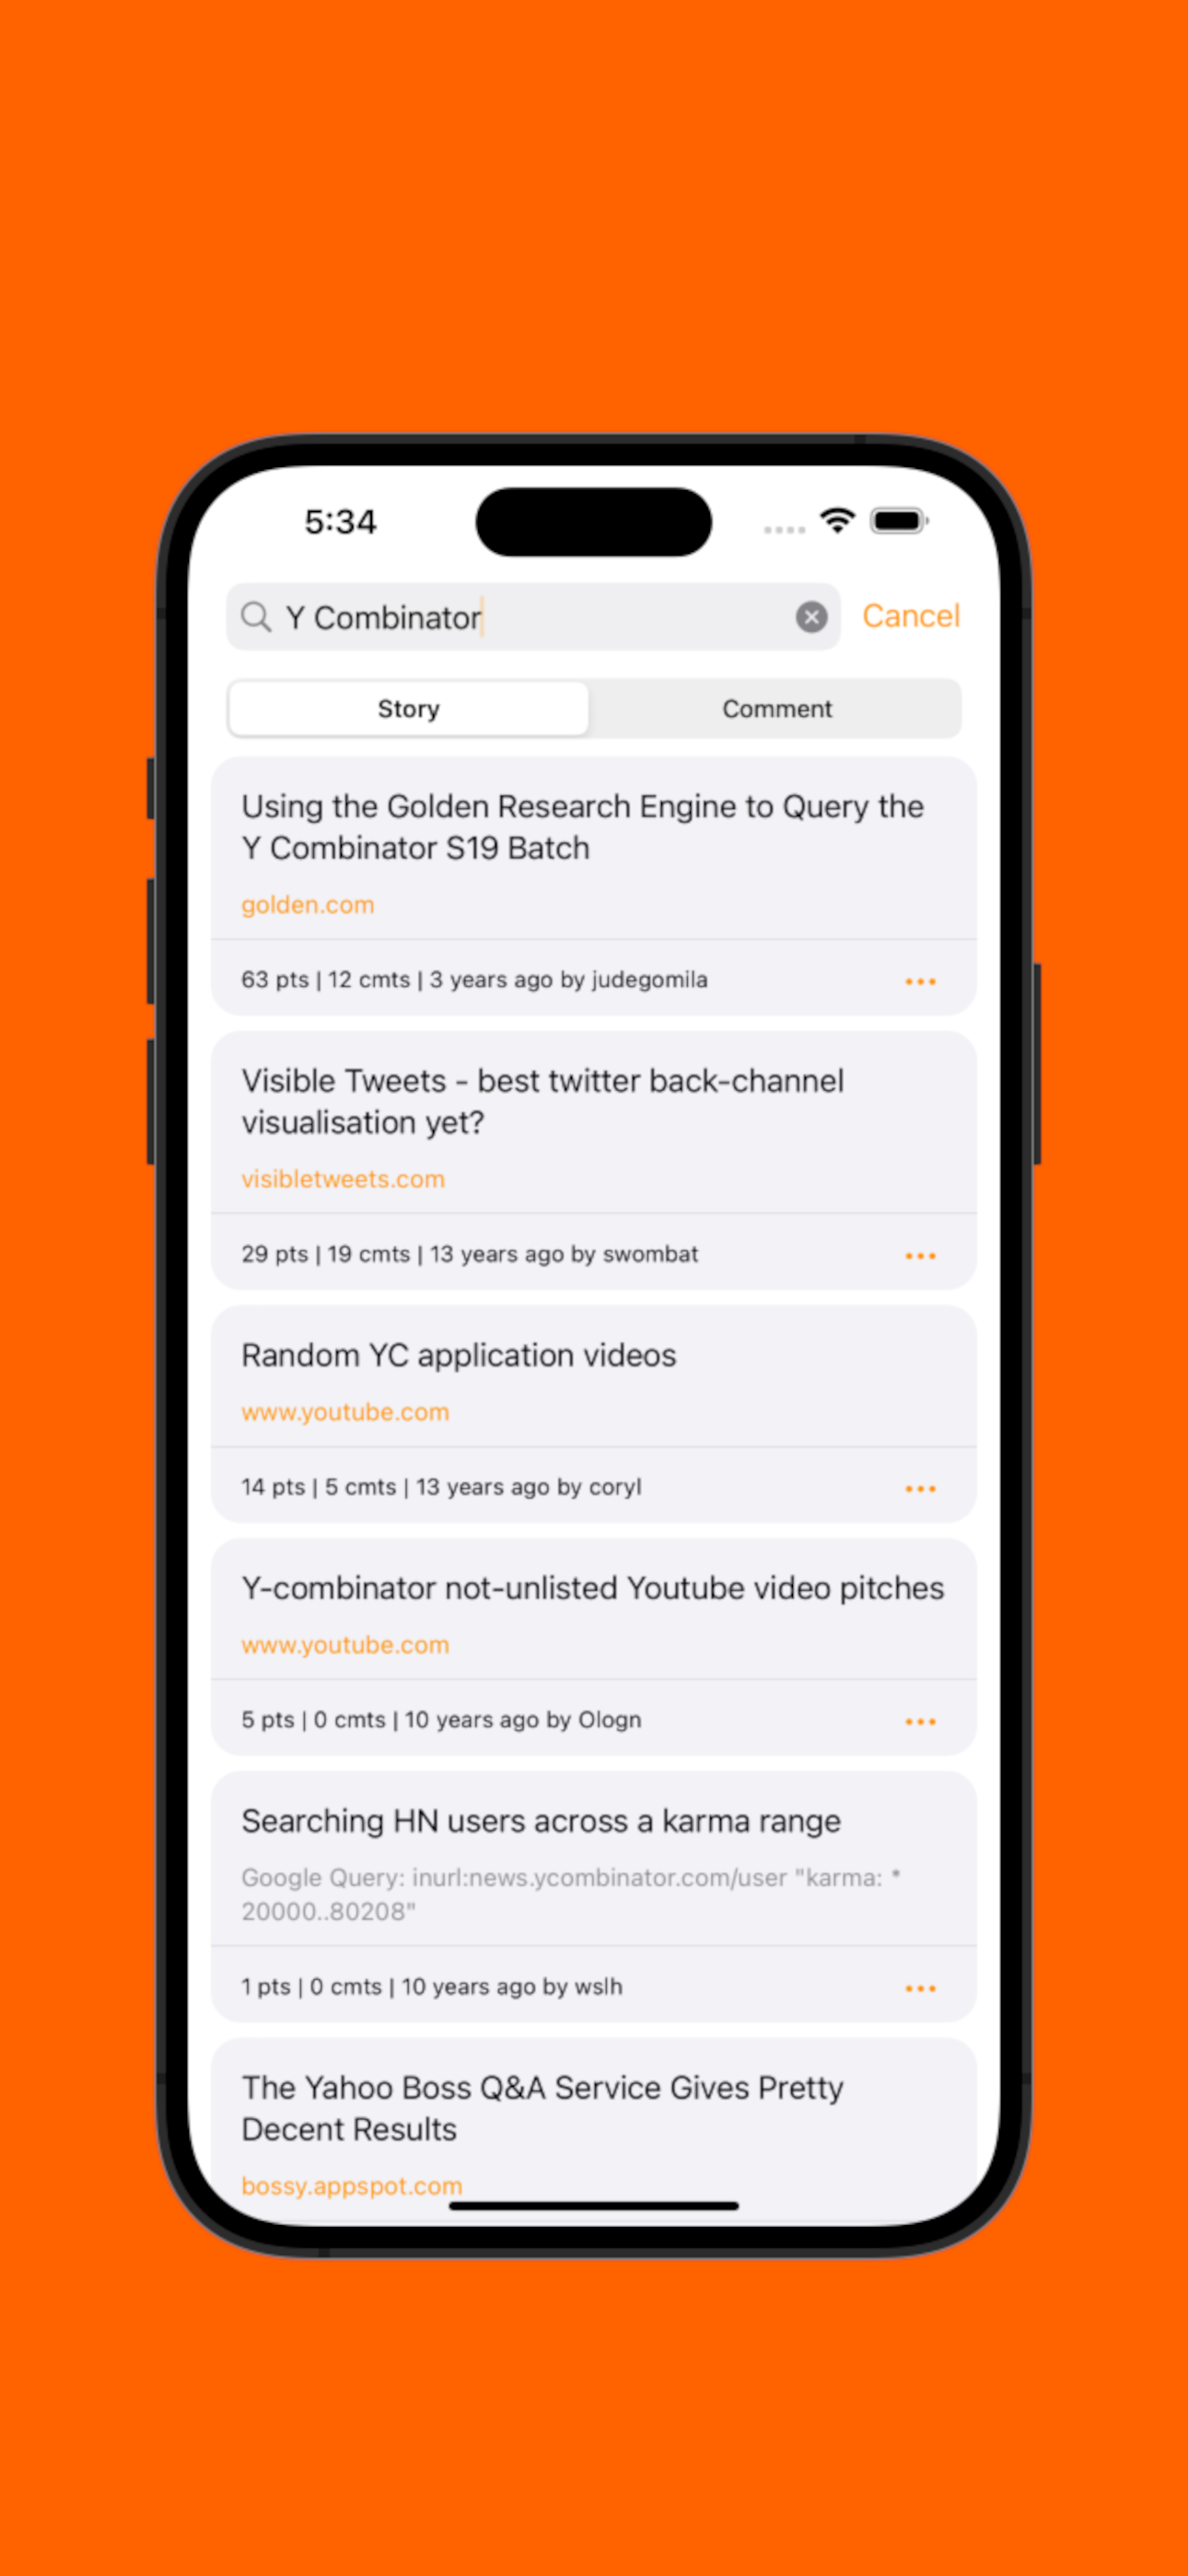 5:34
Y Combinator
Cancel
Story
Comment
Using the Golden Research Engine to Query the
Y Combinator S19 Batch
golden.com
63 pts | 12 cmts | 3 years ago by judegomila
Visible Tweets - best twitter back-channel
visualisation yet?
visibletweets.com
29 pts | 19 cmts | 13 years ago by swombat
Random YC application videos
www.youtube.com
14 pts | 5 cmts | 13 years ago by coryl
Y-combinator not-unlisted Youtube video pitches
www.youtube.com
5 pts | 0 cmts | 10 years ago by Ologn
Searching HN users across a karma range
Google Query: inurl:news.ycombinator.com/user "karma: *
20000..80208"
1 pts | 0 cmts | 10 years ago by wslh
The Yahoo Boss Q&A Service Gives Pretty
Decent Results
bossy.appspot.com